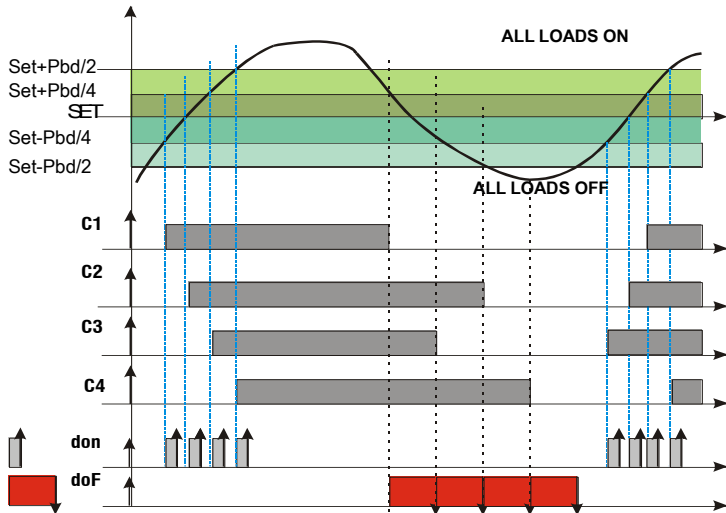 ALL LOADS ON
Set+Pbd/2
Set+Pbd/4
SET
Set-Pbd/4
Set-Pbd/2
ALL LOADS OFF
C1
C2
C3
C4
don
doF